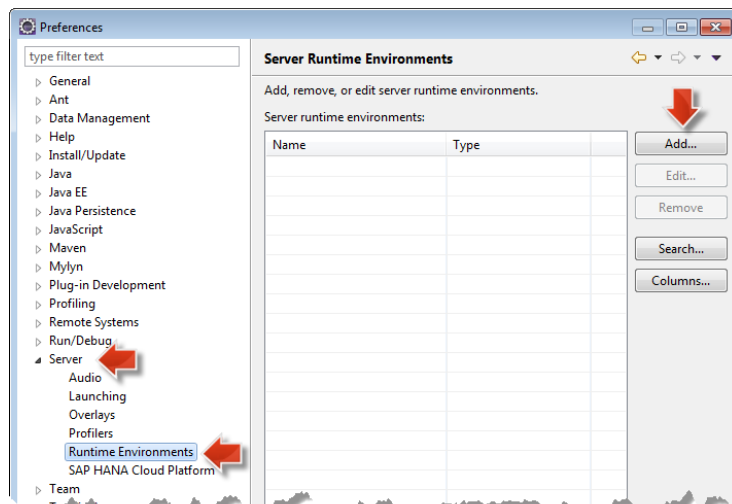 Preferences
type filter text
General
Ant
Data Management
Help
Install/Update
Java
Java EE
Java Persistence
JavaScript
Maven
Mylyn
Plug-in Development
Profiling
Remote Systems
Run/Debug
Server
Audio
Launching
Overlays
Profilers
Runtime Environments
SAP HANA Cloud Platform
Team
Server Runtime Environments
Add, remove, or edit server runtime environments.
Server runtime environments:
Name Type
Add...
Edit...
Remove
Search...
Columns...